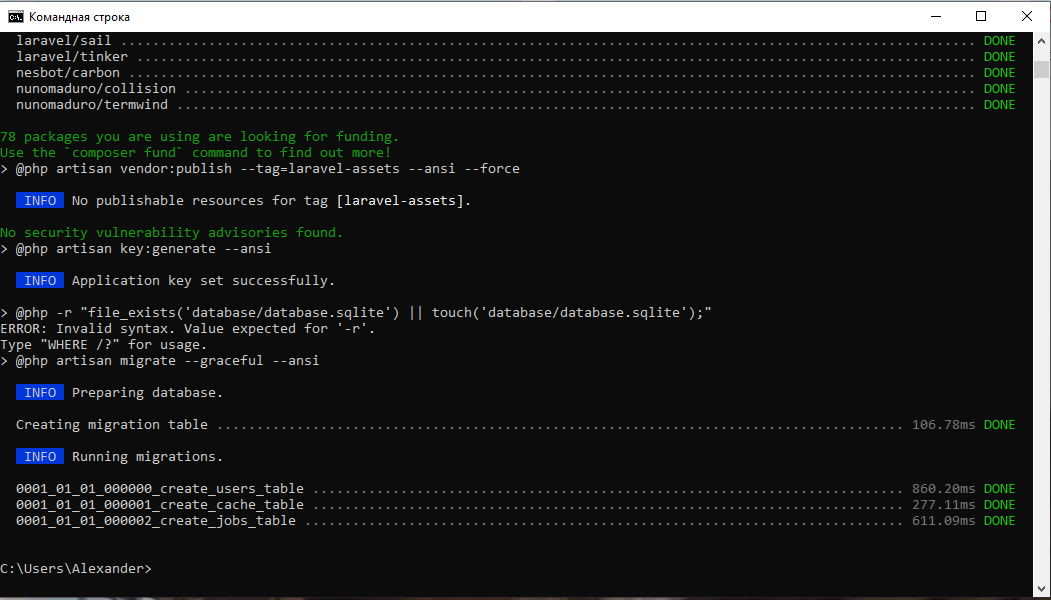 Командная строка
laravel/sail ........................................................................................................... DONE
laravel/tinker ......................................................................................................... DONE
nesbot/carbon .......................................................................................................... DONE
nunomaduro/collision ................................................................................................... DONE
nunomaduro/termwind .................................................................................................... DONE
78 packages you are using are looking for funding.
Use the `composer fund` command to find out more!
> @php artisan vendor:publish --tag=laravel-assets --ansi --force
INFO No publishable resources for tag [laravel-assets].
No security vulnerability advisories found.
> @php artisan key:generate --ansi
INFO Application key set successfully.
> @php -r "file_exists('database/database.sqlite') || touch('database/database.sqlite');"
ERROR: Invalid syntax. Value expected for '-r'.
Type "WHERE /?" for usage.
> @php artisan migrate --graceful --ansi
INFO Preparing database.
Creating migration table ...................................................................................... 106.78ms DONE
INFO Running migrations.
0001_01_01_000000_create_users_table .......................................................................... 860.20ms DONE
0001_01_01_000001_create_cache_table .......................................................................... 277.11ms DONE
0001_01_01_000002_create_jobs_table ........................................................................... 611.09ms DONE
C:\Users\Alexander>